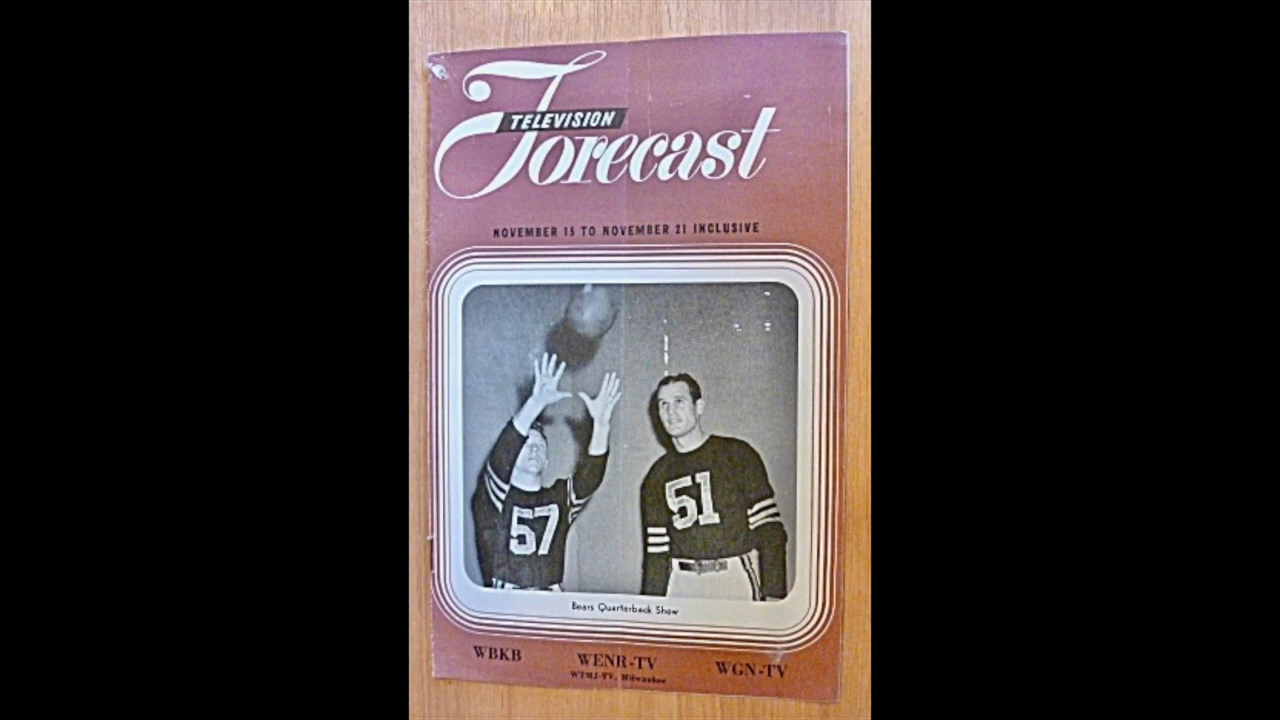 TELEVISION
Forecast
NOVEMBER 15 TO NOVEMBER 21 INCLUSIVE
57
51
Bears Quarterback Show
WBKB
WENR-TV
WGN-TV
WTMJ-TV, Milwaukee